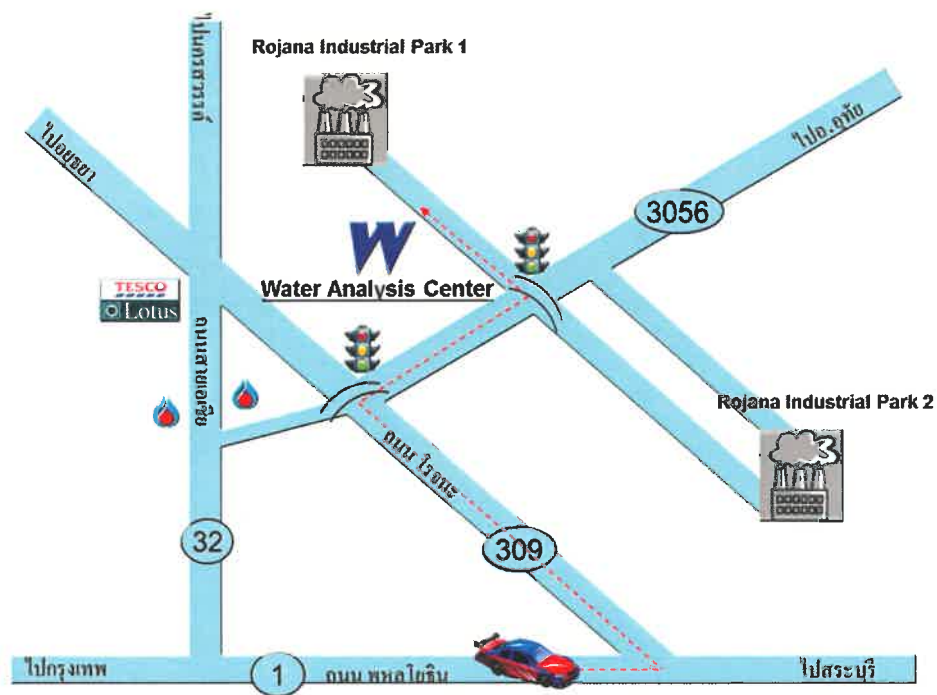 Rojana Industrial Park 1
ไปนครสวรรค์
ไปอยุธยา
ไปอ.อุทัย
3056
W
Water Analysis Center
TESCO
Lotus
ถนนสายเอเซีย
Rojana Industrial Park 2
ถนน โรจนะ
32
309
ไปกรุงเทพ
1
ถนน พหลโยธิน
ไปสระบุรี